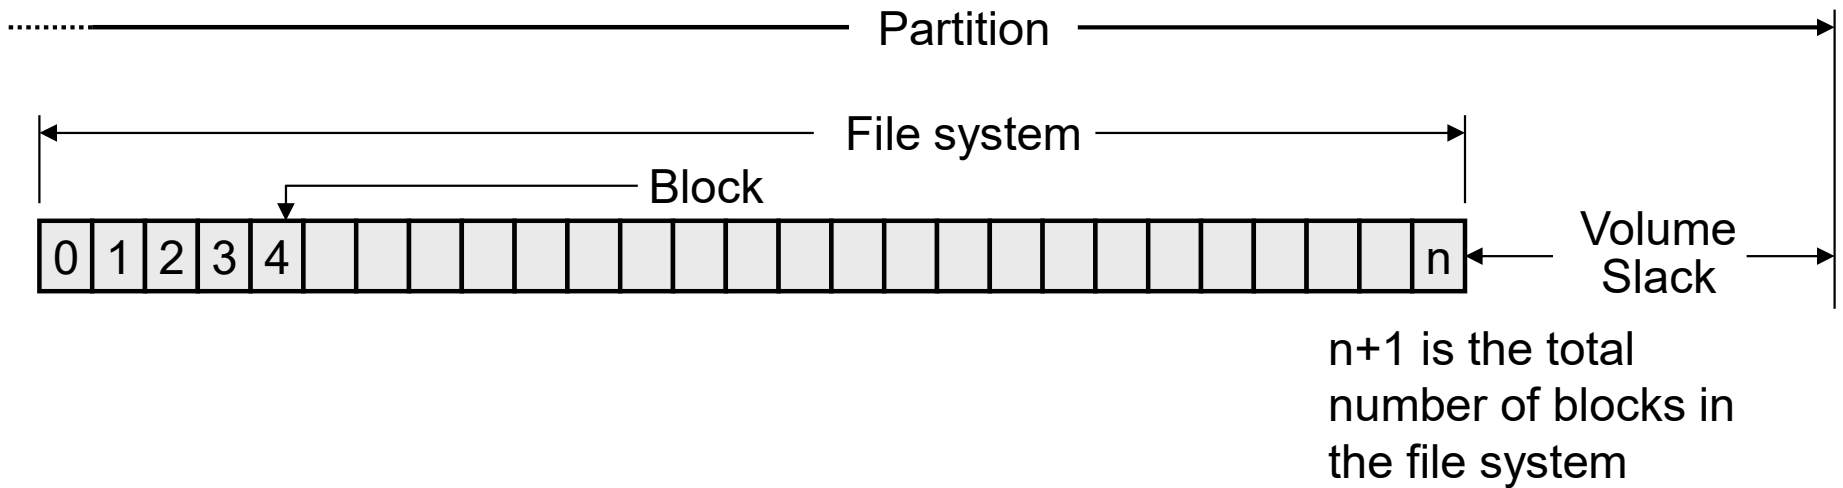 Partition
File system
Block
0 1 2 3 4 n
Volume
Slack
n+1 is the total
number of blocks in
the file system